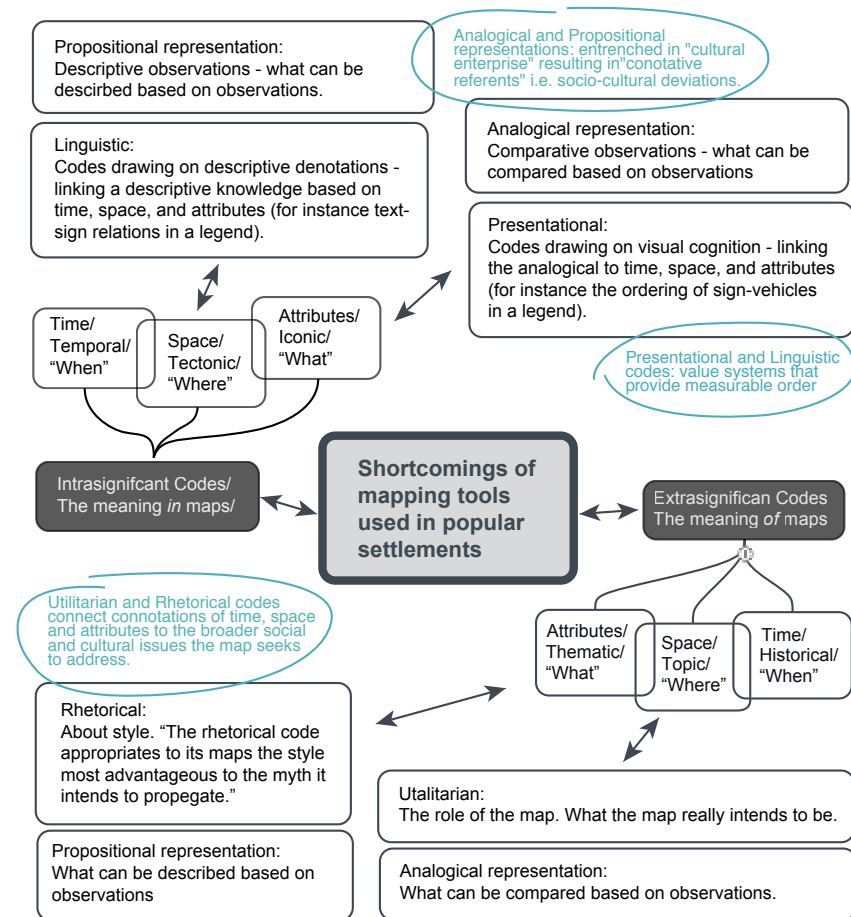 Propositional representation:
Descriptive observations - what can be
descirbed based on observations.
Analogical and Propositional
representations: entrenched in "cultural
enterprise" resulting in"conotative
referents" i.e. socio-cultural deviations.
Linguistic:
Codes drawing on descriptive denotations -
linking a descriptive knowledge based on
time, space, and attributes (for instance text-
sign relations in a legend).
Analogical representation:
Comparative observations - what can be
compared based on observations
Presentational:
Codes drawing on visual cognition - linking
the analogical to time, space, and attributes
(for instance the ordering of sign-vehicles
in a legend).
Time/
Temporal/
“When”
Space/
Tectonic/
“Where”
Attributes/
Iconic/
“What”
Presentational and Linguistic
codes: value systems that
provide measurable order
Intrasignifcant Codes/
The meaning in maps/
Shortcomings of
mapping tools
used in popular
settlements
Extrasignifican Codes
The meaning of maps
Utilitarian and Rhetorical codes
connect connotations of time, space
and attributes to the broader social
and cultural issues the map seeks
to address.
Attributes/
Thematic/
“What”
Space/
Topic/
“Where”
Time/
Historical/
“When”
Rhetorical:
About style. “The rhetorical code
appropriates to its maps the style
most advantageous to the myth it
intends to propegate.”
Utalitarian:
The role of the map. What the map really intends to be.
Propositional representation:
What can be described based on
observations
Analogical representation:
What can be compared based on observations.